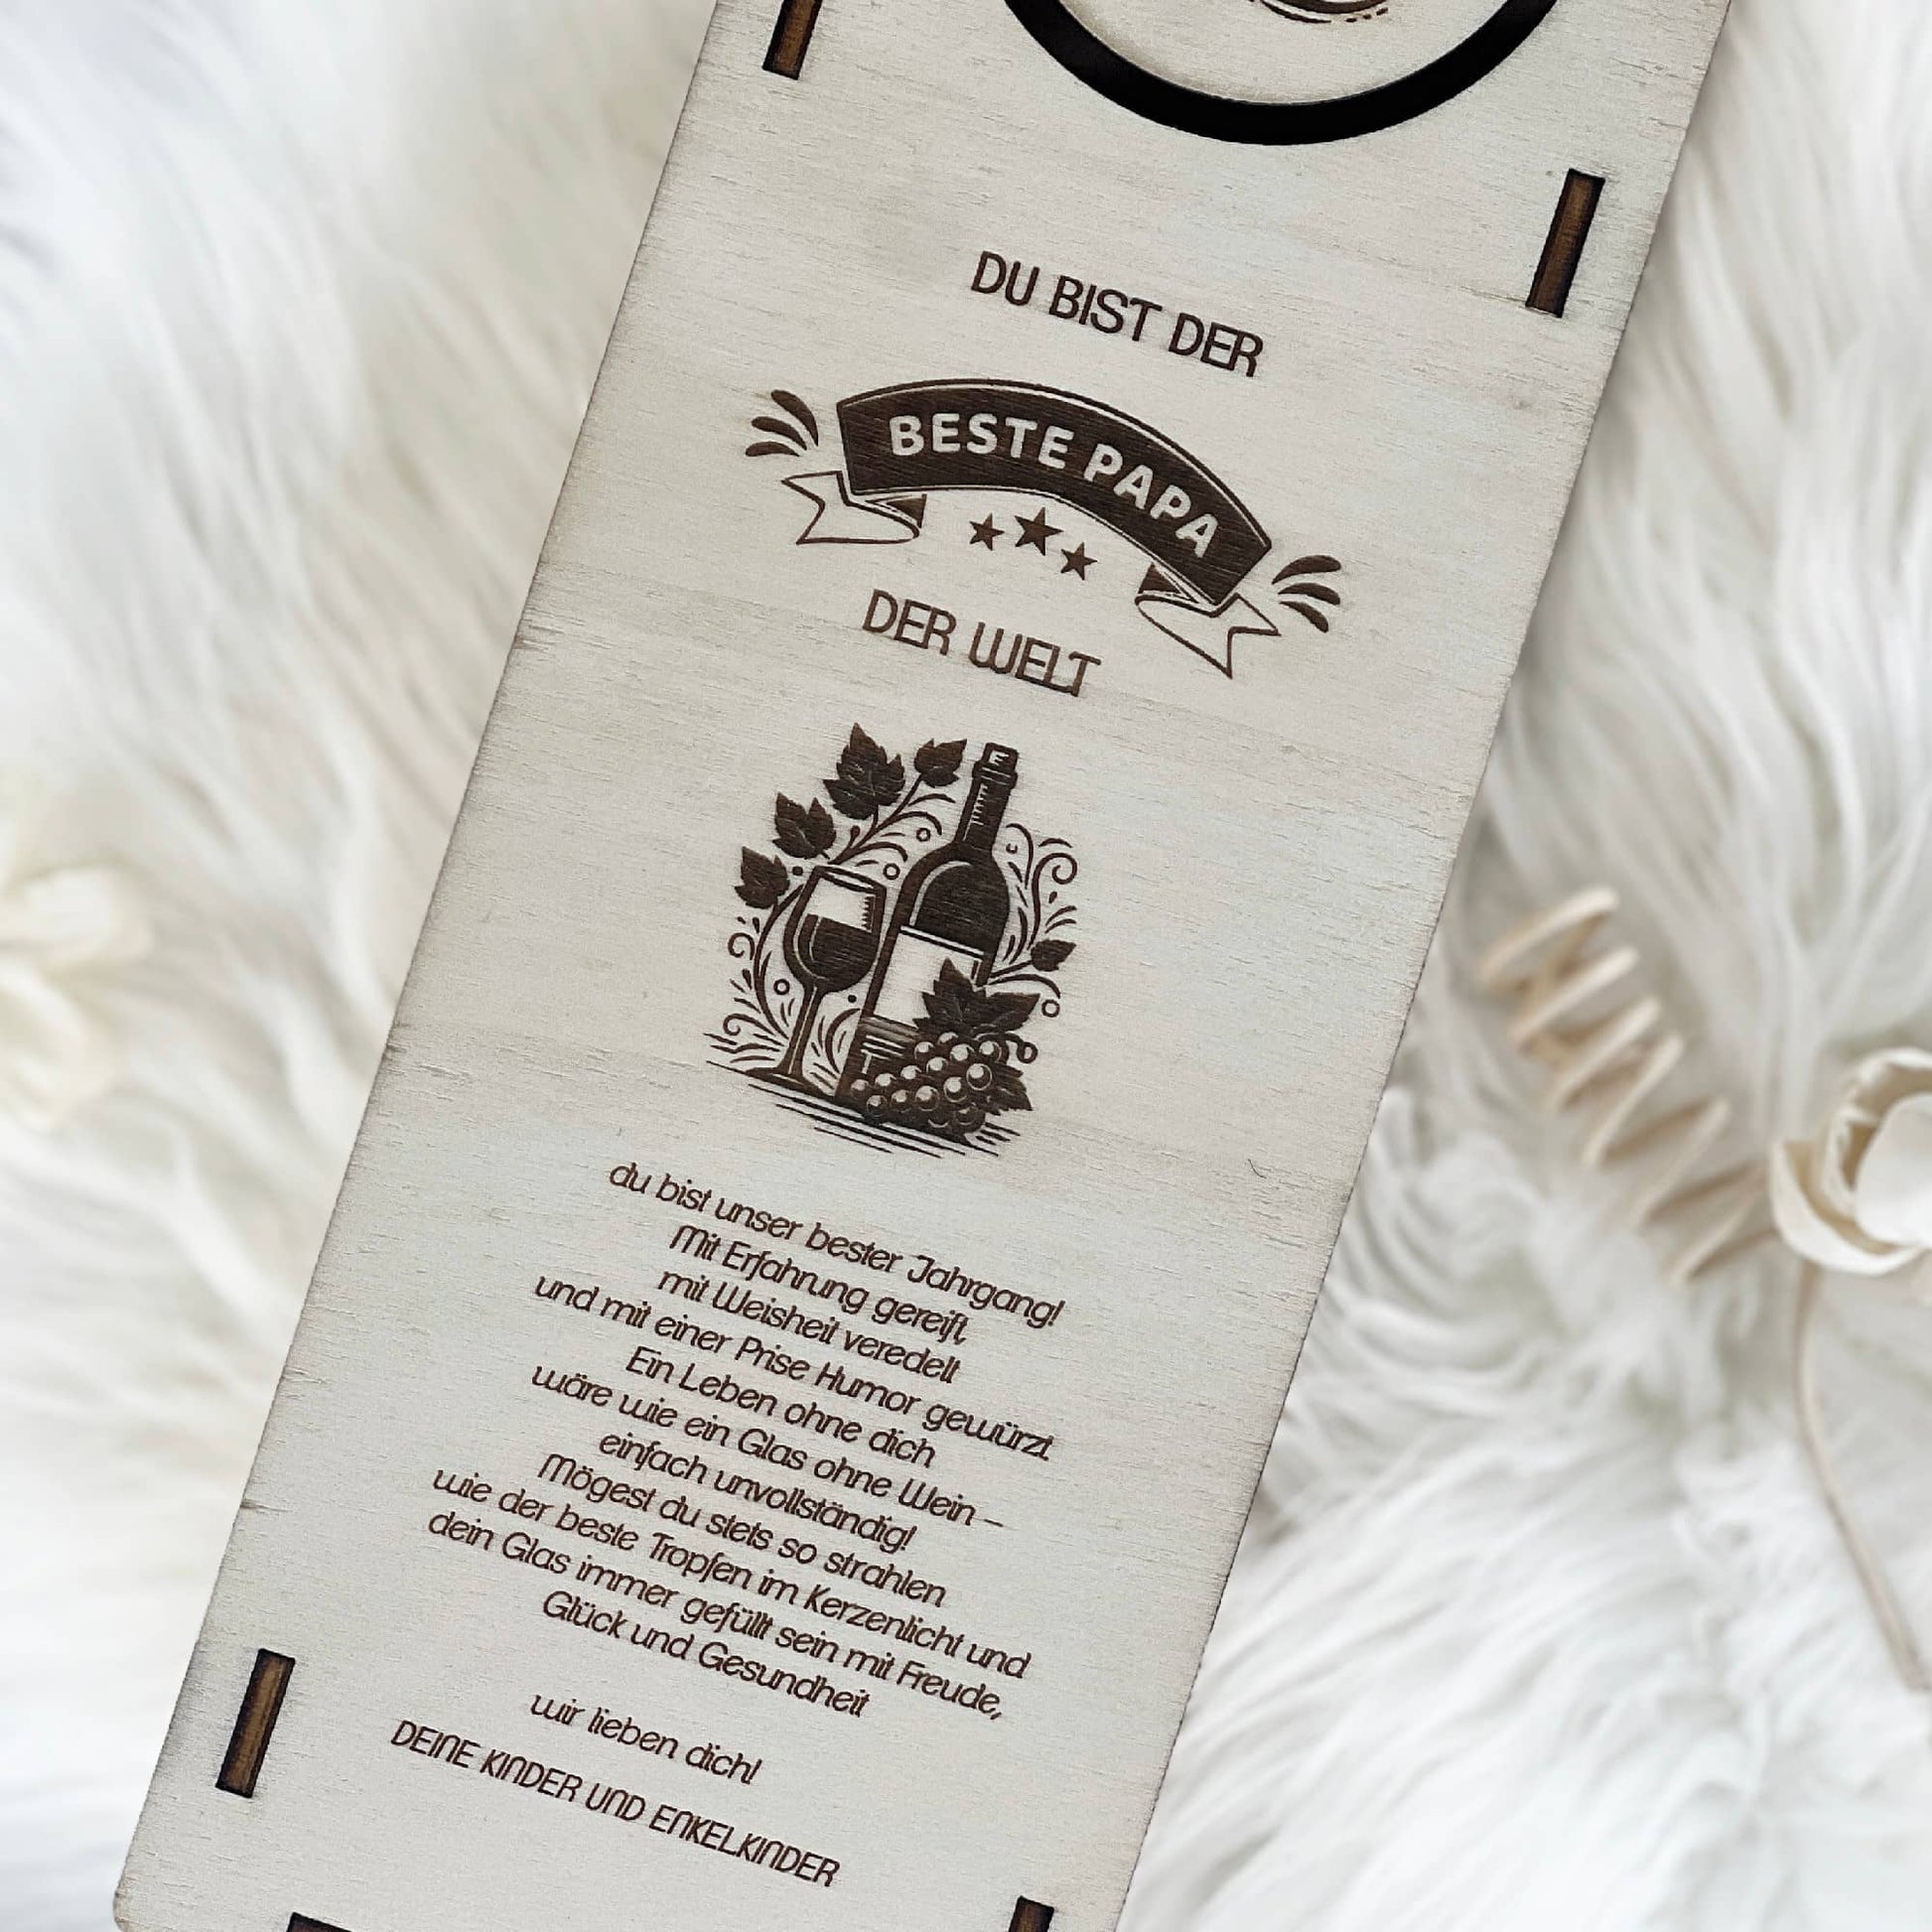 DU BIST DER
BESTE PAPA
DER WELT
du bist unser bester Jahrgang!
Mit Erfahrung gereift,
mit Weisheit veredelt
und mit einer Prise Humor gewürzt.
Ein Leben ohne dich
wäre wie ein Glas ohne Wein –
einfach unvollständig!
Mögest du stets so strahlen
wie der beste Tropfen im Kerzenlicht und
dein Glas immer gefüllt sein mit Freude,
Glück und Gesundheit
wir lieben dich!
DEINE KINDER UND ENKELKINDER